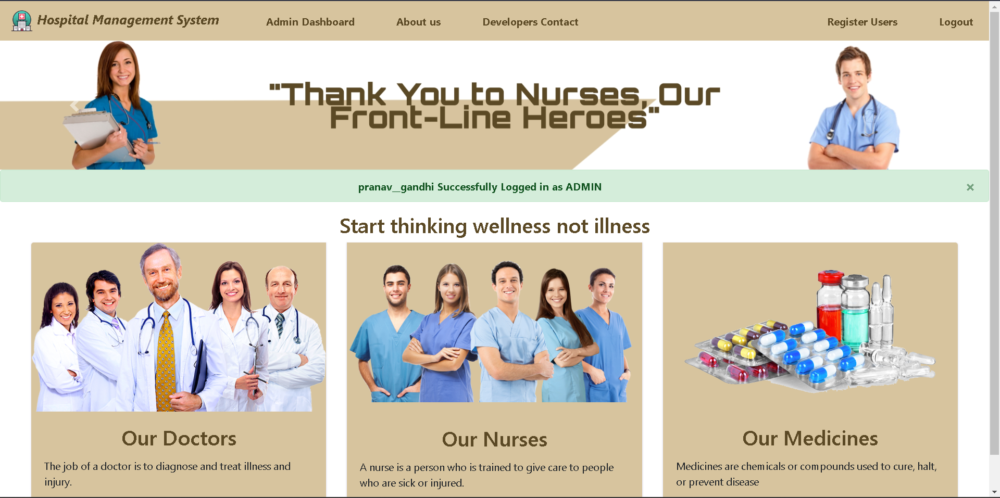 Hospital Management System
Admin Dashboard
About us
Developers Contact
Register Users
Logout
"Thank You to Nurses, Our
Front-Line Heroes"
pranav__gandhi Successfully Logged in as ADMIN
×
Start thinking wellness not illness
Our Doctors
The job of a doctor is to diagnose and treat illness and
injury.
Our Nurses
A nurse is a person who is trained to give care to people
who are sick or injured.
Our Medicines
Medicines are chemicals or compounds used to cure, halt,
or prevent disease